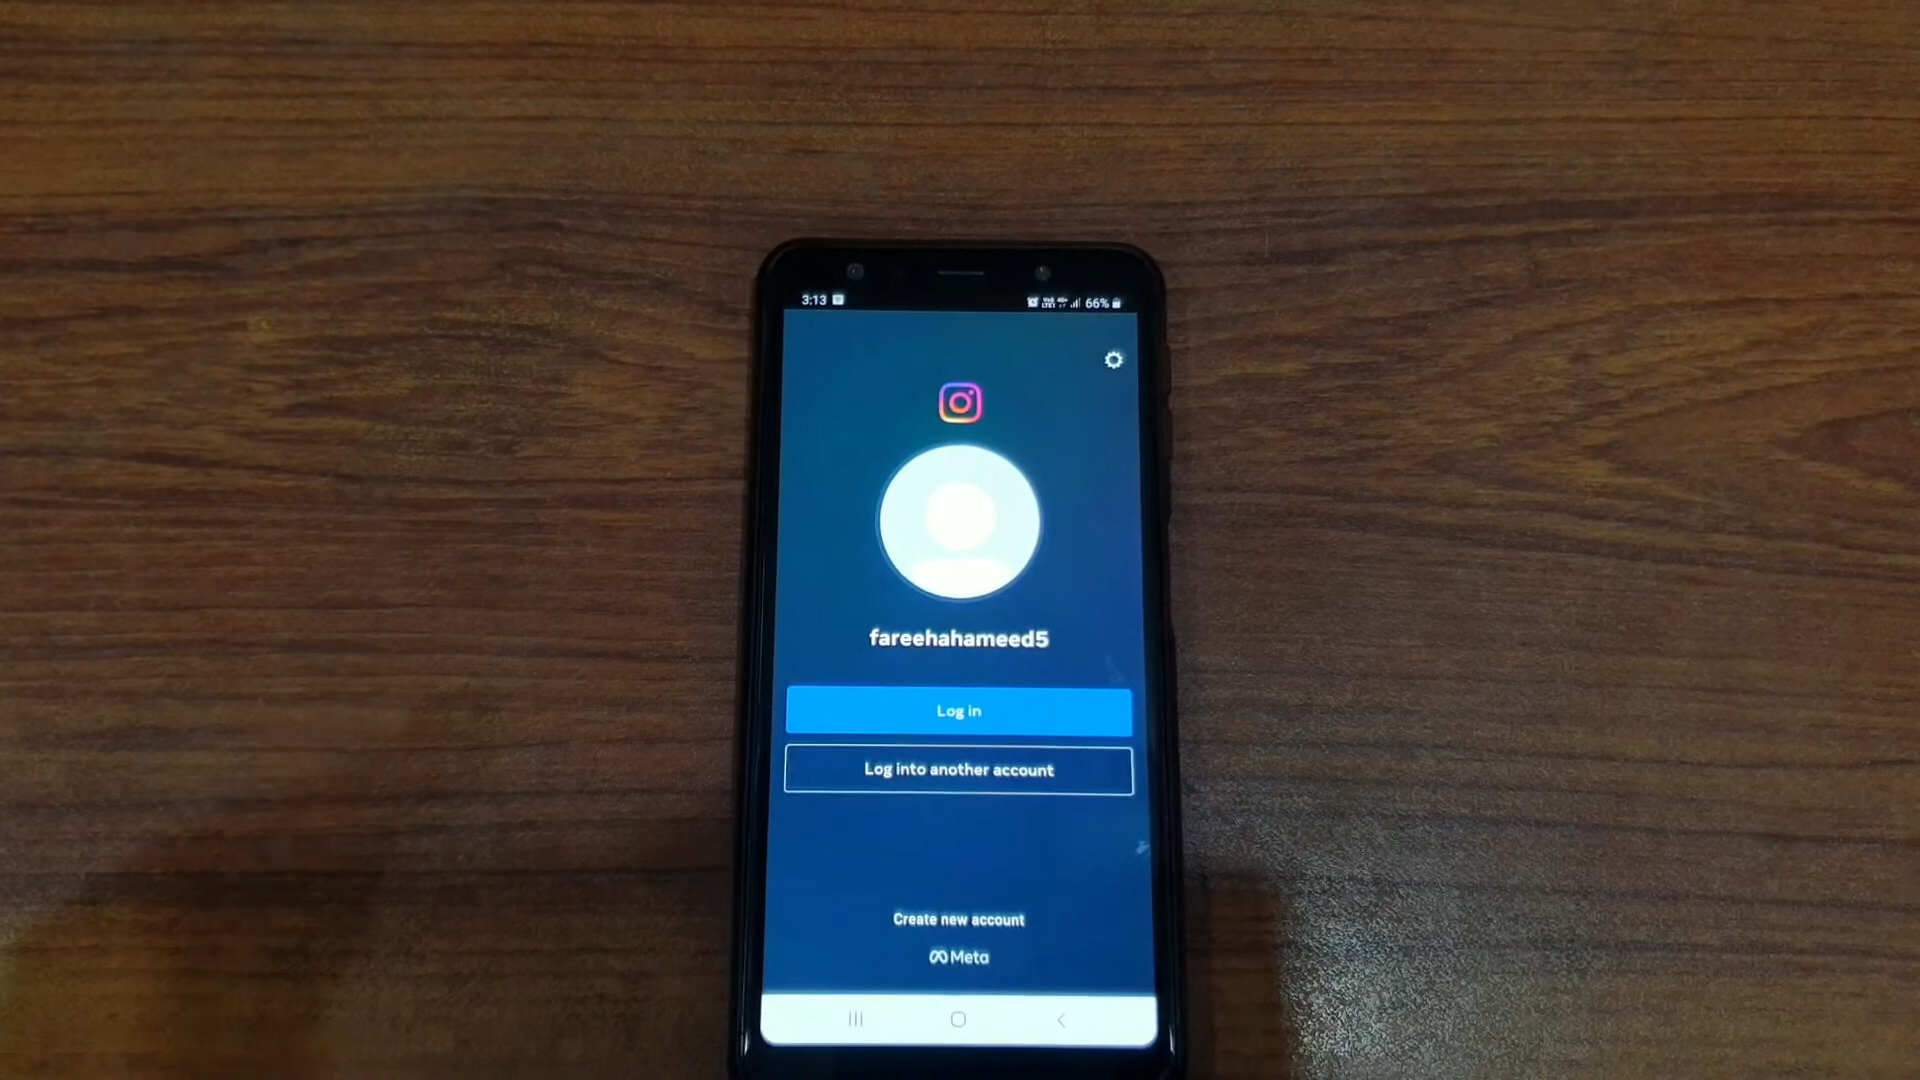 3:13 66%
fareehahameed5
Log in
Log into another account
Create new account
Meta